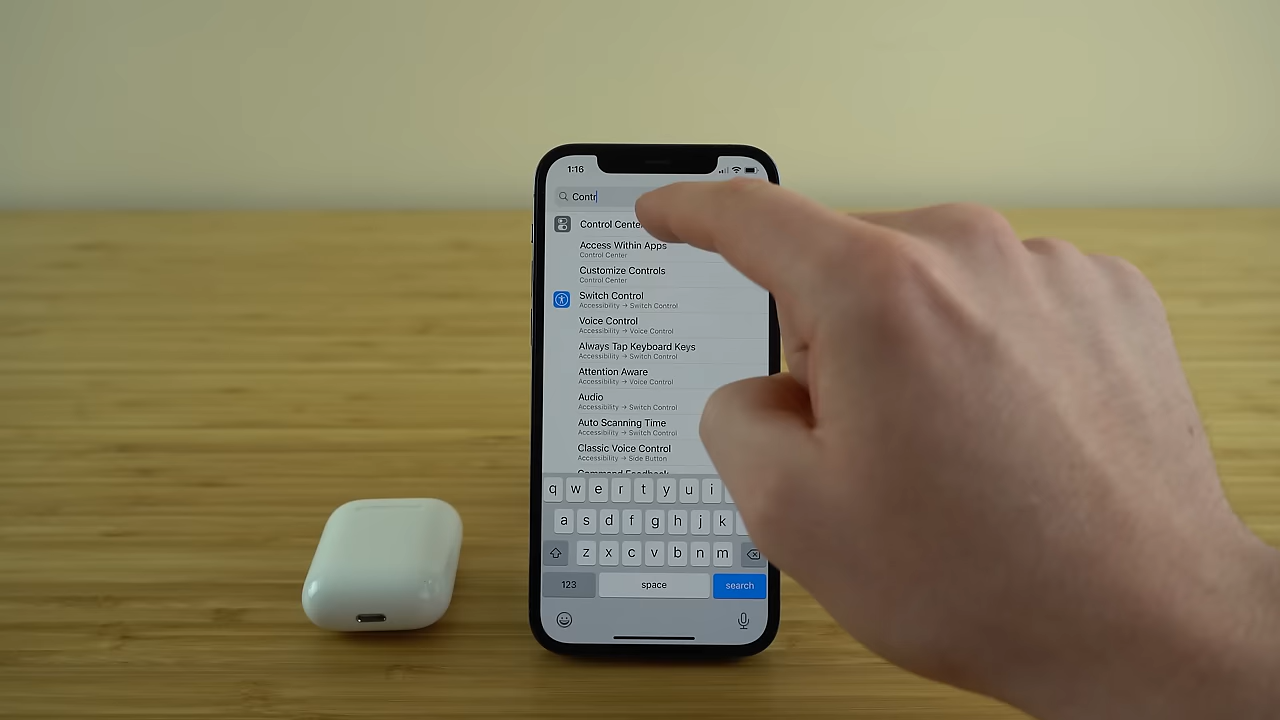 1:16
Contr
Control Cente
Access Within Apps
Control Center
Customize Controls
Control Center
Switch Control
Accessibility → Switch Control
Voice Control
Accessibility → Voice Control
Always Tap Keyboard Keys
Accessibility → Switch Control
Attention Aware
Accessibility → Voice Control
Audio
Accessibility → Switch Control
Auto Scanning Time
Accessibility → Switch Control
Classic Voice Control
Accessibility → Side Button
Command Feedback
q w e r t y u i
a s d f g h j k
z x c v b n m
123 space search